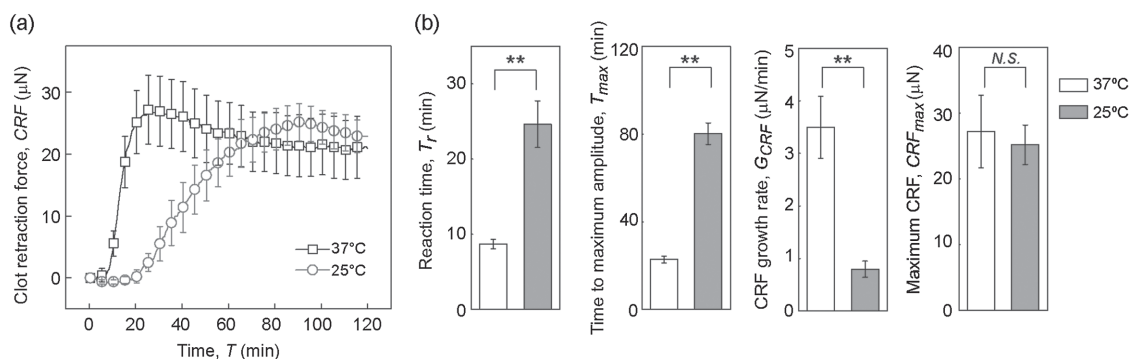 (a)
Clot retraction force, CRF (μN)
30
20
10
0
0 20 40 60 80 100 120
Time, T (min)
37°C
25°C
(b)
Reaction time, Tr (min)
30
20
10
0
**
Time to maximum amplitude, Tmax (min)
120
80
40
0
**
CRF growth rate, GCRF (μN/min)
5
4
3
2
1
0
**
Maximum CRF, CRFmax (μN)
40
30
20
10
0
N.S.
37ºC
25ºC